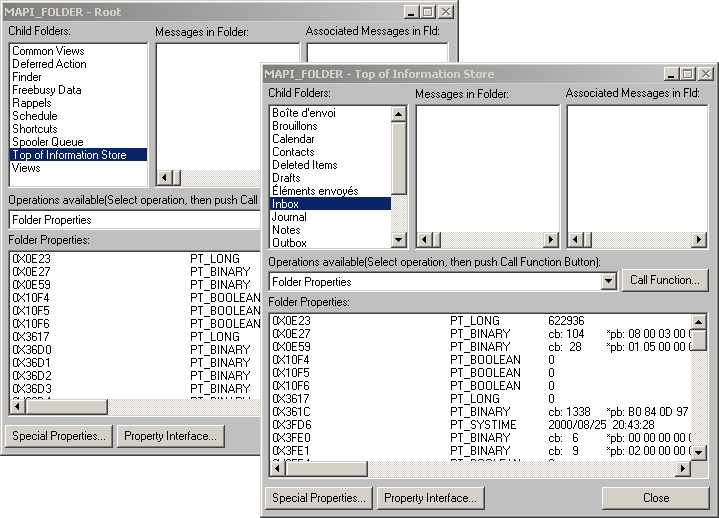 MAPI_FOLDER - Root
Child Folders:
Messages in Folder:
Associated Messages in Fld:
Common Views
Deferred Action
Finder
Freebusy Data
Rappels
Schedule
Shortcuts
Spooler Queue
Top of Information Store
Views
Operations available(Select operation, then push Call
Folder Properties
Folder Properties:
0X0E23 PT_LONG
0X0E27 PT_BINARY
0X0E59 PT_BINARY
0X10F4 PT_BOOLEAN
0X10F5 PT_BOOLEAN
0X10F6 PT_BOOLEAN
0X3617 PT_LONG
0X36D0 PT_BINARY
0X36D1 PT_BINARY
0X36D2 PT_BINARY
0X36D3 PT_BINARY
Special Properties...
Property Interface...
MAPI_FOLDER - Top of Information Store
Child Folders:
Messages in Folder:
Associated Messages in Fld:
Boîte d'envoi
Brouillons
Calendar
Contacts
Deleted Items
Drafts
Éléments envoyés
Inbox
Journal
Notes
Outbox
Operations available(Select operation, then push Call Function Button):
Folder Properties
Call Function...
Folder Properties:
0X0E23 PT_LONG 622936
0X0E27 PT_BINARY cb: 104 *pb: 08 00 03 00
0X0E59 PT_BINARY cb: 28 *pb: 01 05 00 00
0X10F4 PT_BOOLEAN 0
0X10F5 PT_BOOLEAN 0
0X10F6 PT_BOOLEAN 0
0X3617 PT_LONG 0
0X361C PT_BINARY cb: 1338 *pb: B0 84 0D 97
0X3FD6 PT_SYSTIME 2000/08/25 20:43:28
0X3FE0 PT_BINARY cb: 6 *pb: 00 00 00 00
0X3FE1 PT_BINARY cb: 9 *pb: 02 00 00 00
Special Properties...
Property Interface...
Close